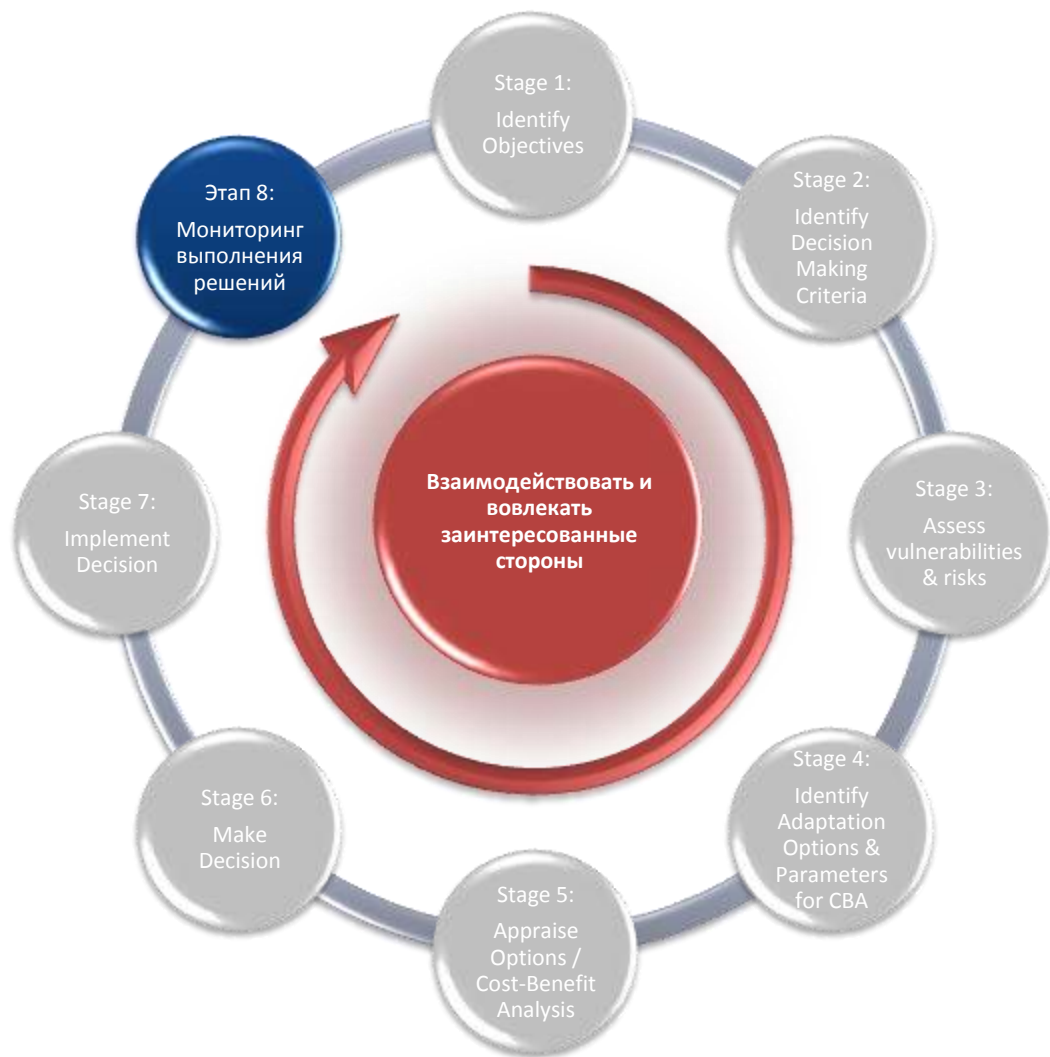 Stage 1:
Identify
Objectives
Stage 2:
Identify
Decision
Making
Criteria
Stage 3:
Assess
vulnerabilities
& risks
Stage 4:
Identify
Adaptation
Options &
Parameters
for CBA
Stage 5:
Appraise
Options /
Cost-Benefit
Analysis
Stage 6:
Make
Decision
Stage 7:
Implement
Decision
Этап 8:
Мониторинг
выполнения
решений
Взаимодействовать и
вовлекать
заинтересованные
стороны